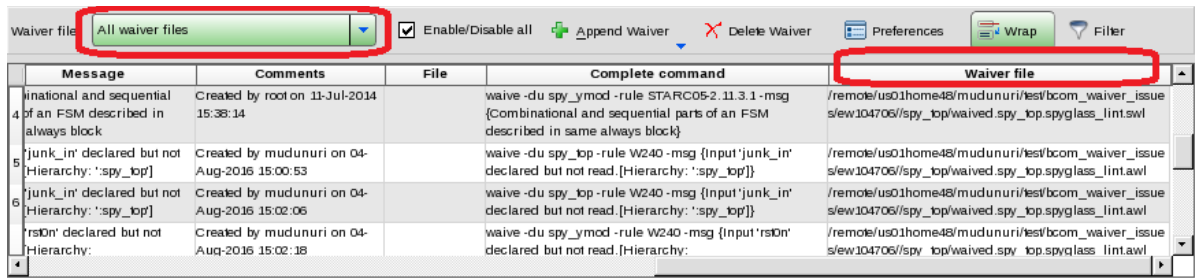 Waiver file All waiver files Enable/Disable all Append Waiver Delete Waiver Preferences Wrap Filter
Message Comments File Complete command Waiver file
4
binational and sequential
of an FSM described in
always block
Created by root on 11-Jul-2014
15:38:14
waive -du spy_ymod -rule STARC05-2.11.3.1 -msg
{Combinational and sequential parts of an FSM
described in same always block}
/remote/us01home48/mudunuri/test/bcom_waiver_issue
s/ew104706//spy_top/waived.spy_top.spyglass_lint.swl
5
'junk_in' declared but not
[Hierarchy: ':spy_top']
Created by mudunuri on 04-
Aug-2016 15:00:53
waive -du spy_top -rule W240 -msg {Input 'junk_in'
declared but not read.[Hierarchy: ':spy_top']}
/remote/us01home48/mudunuri/test/bcom_waiver_issue
s/ew104706//spy_top/waived.spy_top.spyglass_lint.awl
6
'junk_in' declared but not
[Hierarchy: ':spy_top']
Created by mudunuri on 04-
Aug-2016 15:02:06
waive -du spy_top -rule W240 -msg {Input 'junk_in'
declared but not read.[Hierarchy: ':spy_top']}
/remote/us01home48/mudunuri/test/bcom_waiver_issue
s/ew104706//spy_top/waived.spy_top.spyglass_lint.awl
'rst0n' declared but not
[Hierarchy:
Created by mudunuri on 04-
Aug-2016 15:02:18
waive -du spy_ymod -rule W240 -msg {Input 'rst0n'
declared but not read.[Hierarchy:
/remote/us01home48/mudunuri/test/bcom_waiver_issue
s/ew104706//spy_top/waived.spy_top.spyglass_lint.awl